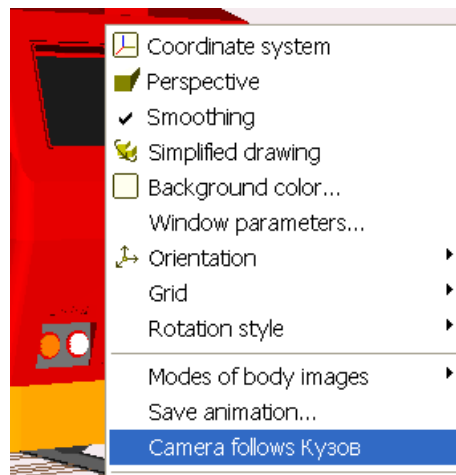 Coordinate system
Perspective
Smoothing
Simplified drawing
Background color...
Window parameters...
Orientation
Grid
Rotation style
Modes of body images
Save animation...
Camera follows Кузов